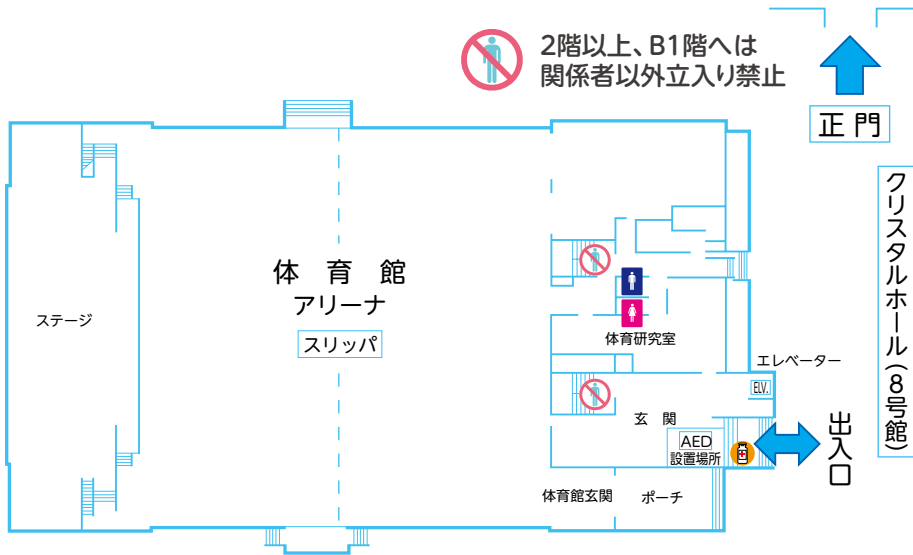 2階以上、B1階へは
関係者以外立入り禁止
正門
クリスタルホール(8号館)
体育館
アリーナ
スリッパ
ステージ
体育研究室
エレベーター
ELV.
玄関
AED
設置場所
出入口
体育館玄関
ポーチ